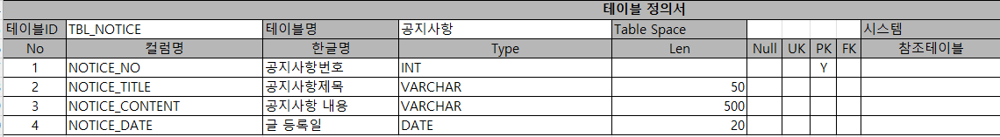 테이블 정의서
테이블ID TBL_NOTICE 테이블명 공지사항 Table Space 시스템
No 컬럼명 한글명 Type Len Null UK PK FK 참조테이블
1 NOTICE_NO 공지사항번호 INT Y
2 NOTICE_TITLE 공지사항제목 VARCHAR 50
3 NOTICE_CONTENT 공지사항 내용 VARCHAR 500
4 NOTICE_DATE 글 등록일 DATE 20